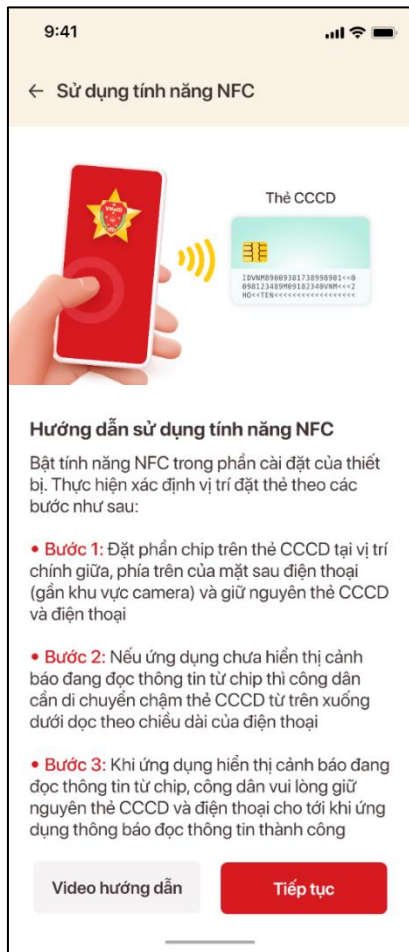 9:41
← Sử dụng tính năng NFC
VNeID
Thẻ CCCD
IDVNM89609381738998901<<0
098123489M09182340VNM<<<2
HO<<TEN<<<<<<<<<<<<<<<<<<
Hướng dẫn sử dụng tính năng NFC
Bật tính năng NFC trong phần cài đặt của thiết
bị. Thực hiện xác định vị trí đặt thẻ theo các
bước như sau:
• Bước 1: Đặt phần chip trên thẻ CCCD tại vị trí
chính giữa, phía trên của mặt sau điện thoại
(gần khu vực camera) và giữ nguyên thẻ CCCD
và điện thoại
• Bước 2: Nếu ứng dụng chưa hiển thị cảnh
báo đang đọc thông tin từ chip thì công dân
cần di chuyển chậm thẻ CCCD từ trên xuống
dưới dọc theo chiều dài của điện thoại
• Bước 3: Khi ứng dụng hiển thị cảnh báo đang
đọc thông tin từ chip, công dân vui lòng giữ
nguyên thẻ CCCD và điện thoại cho tới khi ứng
dụng thông báo đọc thông tin thành công
Video hướng dẫn
Tiếp tục